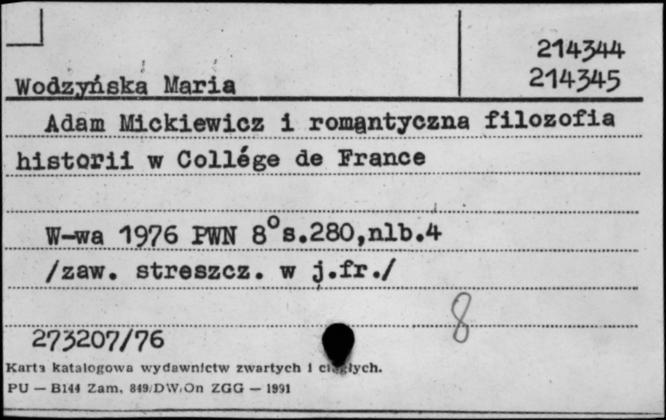 214344
Wodzyńska Maria 214345
Adam Mickiewicz i romantyczna filozofia
historii w Collége de France
W-wa 1976 PWN 8° s.280,nlb.4
/zaw. streszcz. w j.fr./
8
273207/76
Karta katalogowa wydawnictw zwartych i ciągłych.
PU — B144 Zam. 849/DW/On ZGG — 1991